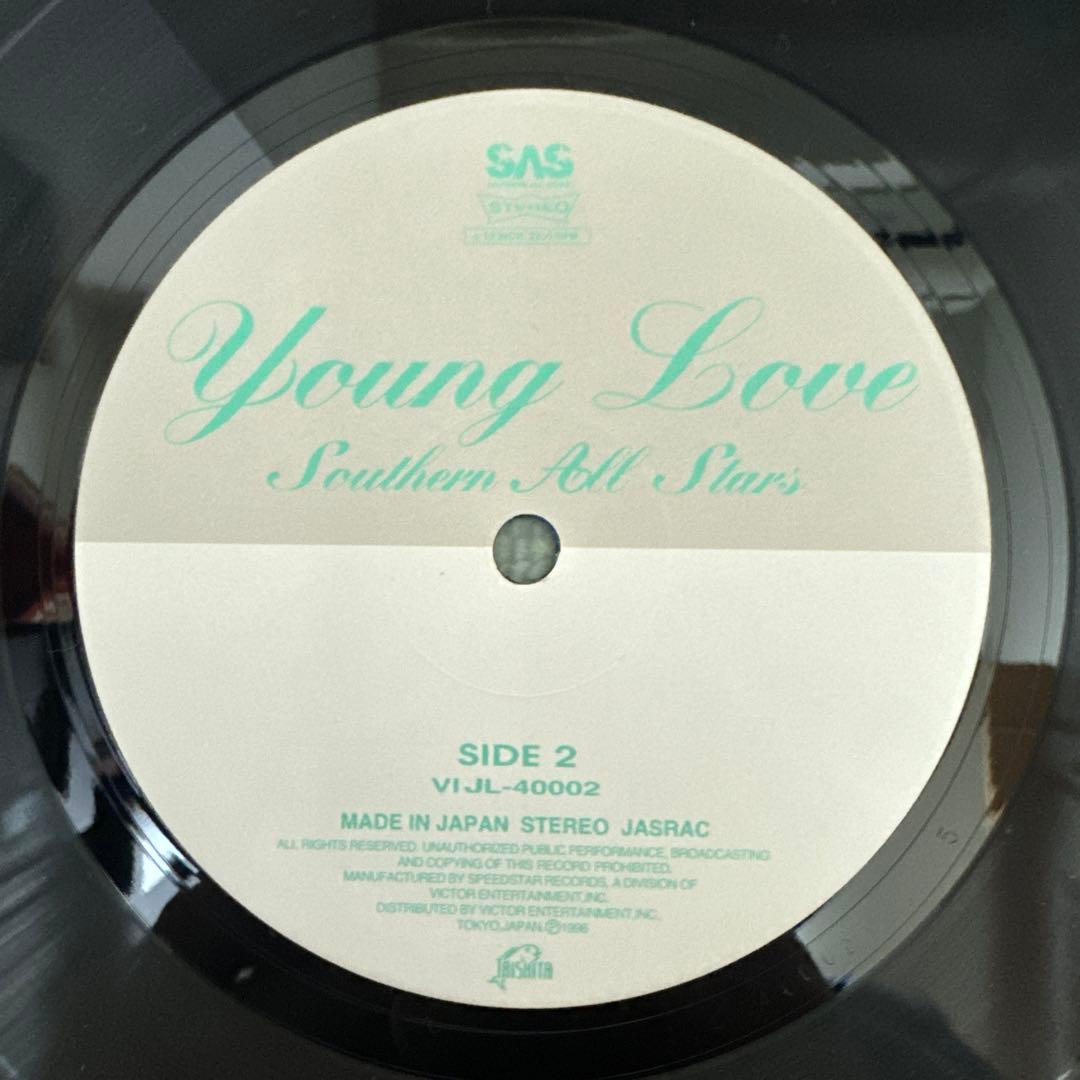 SAS
STEREO
Young Love
Southern All Stars
SIDE 2
VIJL-40002
MADE IN JAPAN STEREO JASRAC
ALL RIGHTS RESERVED. UNAUTHORIZED PUBLIC PERFORMANCE, BROADCASTING
AND COPYING OF THIS RECORD PROHIBITED.
MANUFACTURED BY SPEEDSTAR RECORDS, A DIVISION OF
VICTOR ENTERTAINMENT, INC.
DISTRIBUTED BY VICTOR ENTERTAINMENT, INC.,
TOKYO, JAPAN. Ⓟ1996
TAISHITA